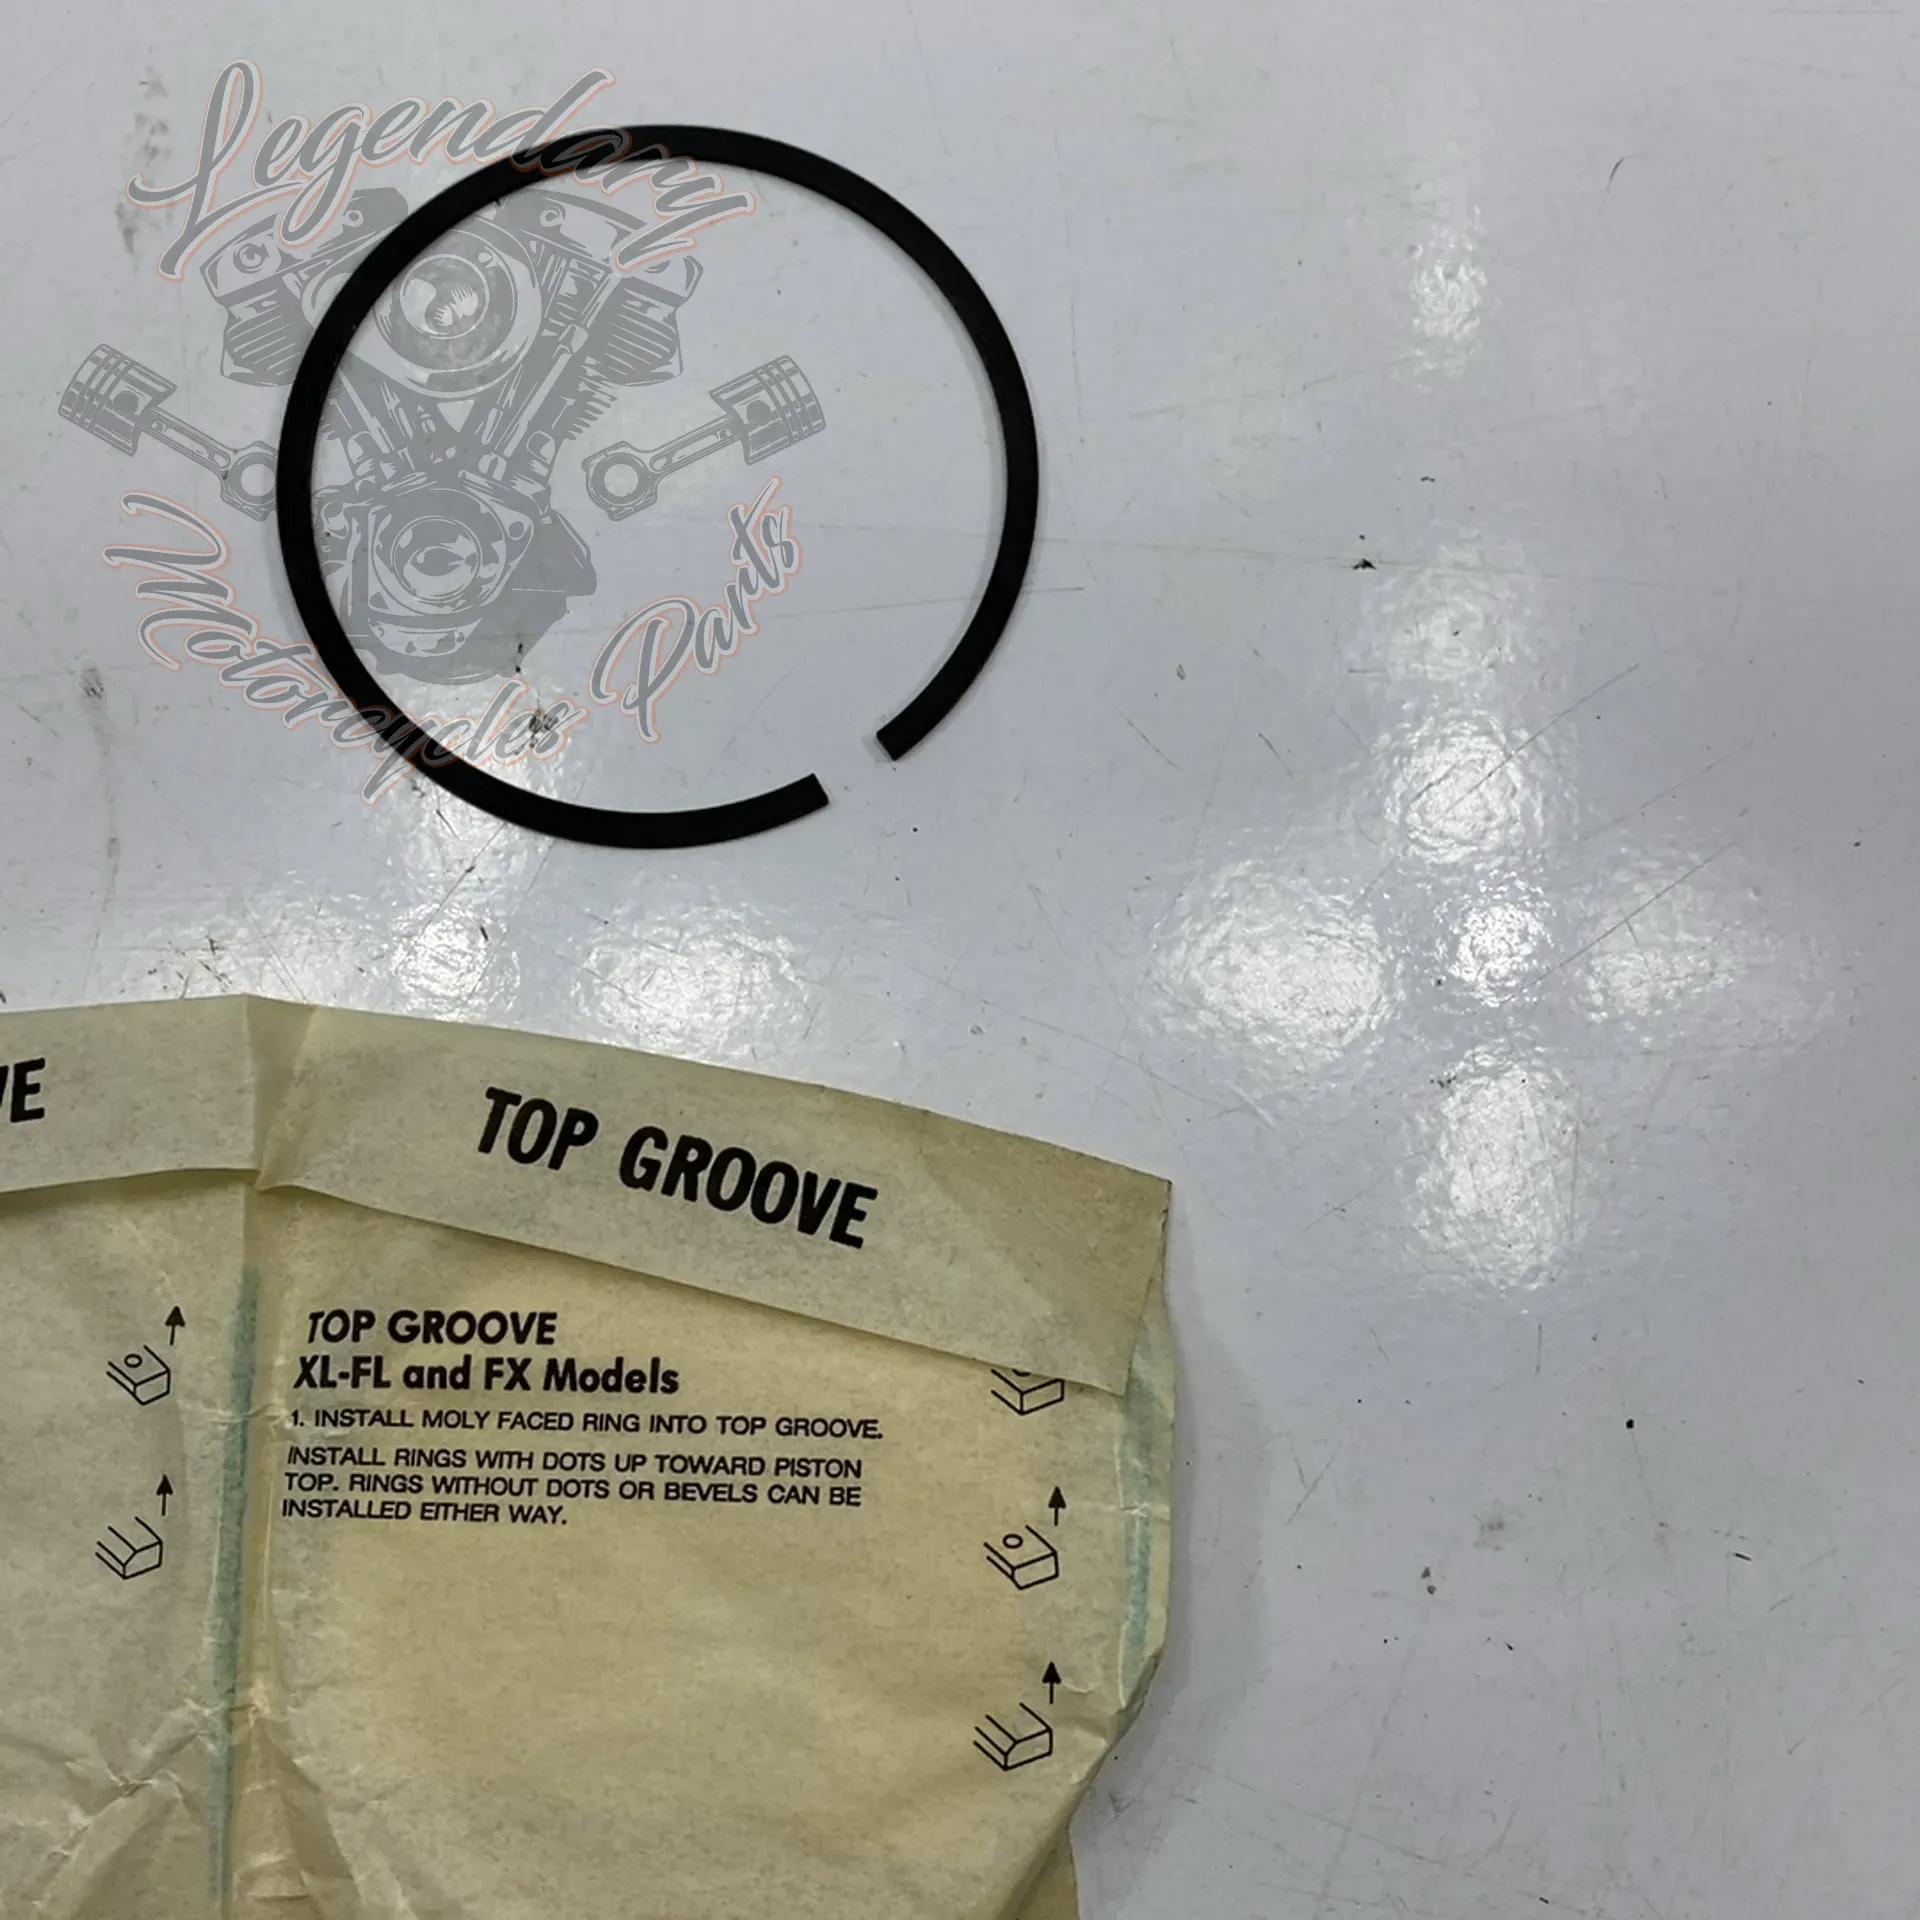 Legendary
Motorcycles Parts
VE
TOP GROOVE
TOP GROOVE
XL-FL and FX Models
1. INSTALL MOLY FACED RING INTO TOP GROOVE.
INSTALL RINGS WITH DOTS UP TOWARD PISTON
TOP. RINGS WITHOUT DOTS OR BEVELS CAN BE
INSTALLED EITHER WAY.